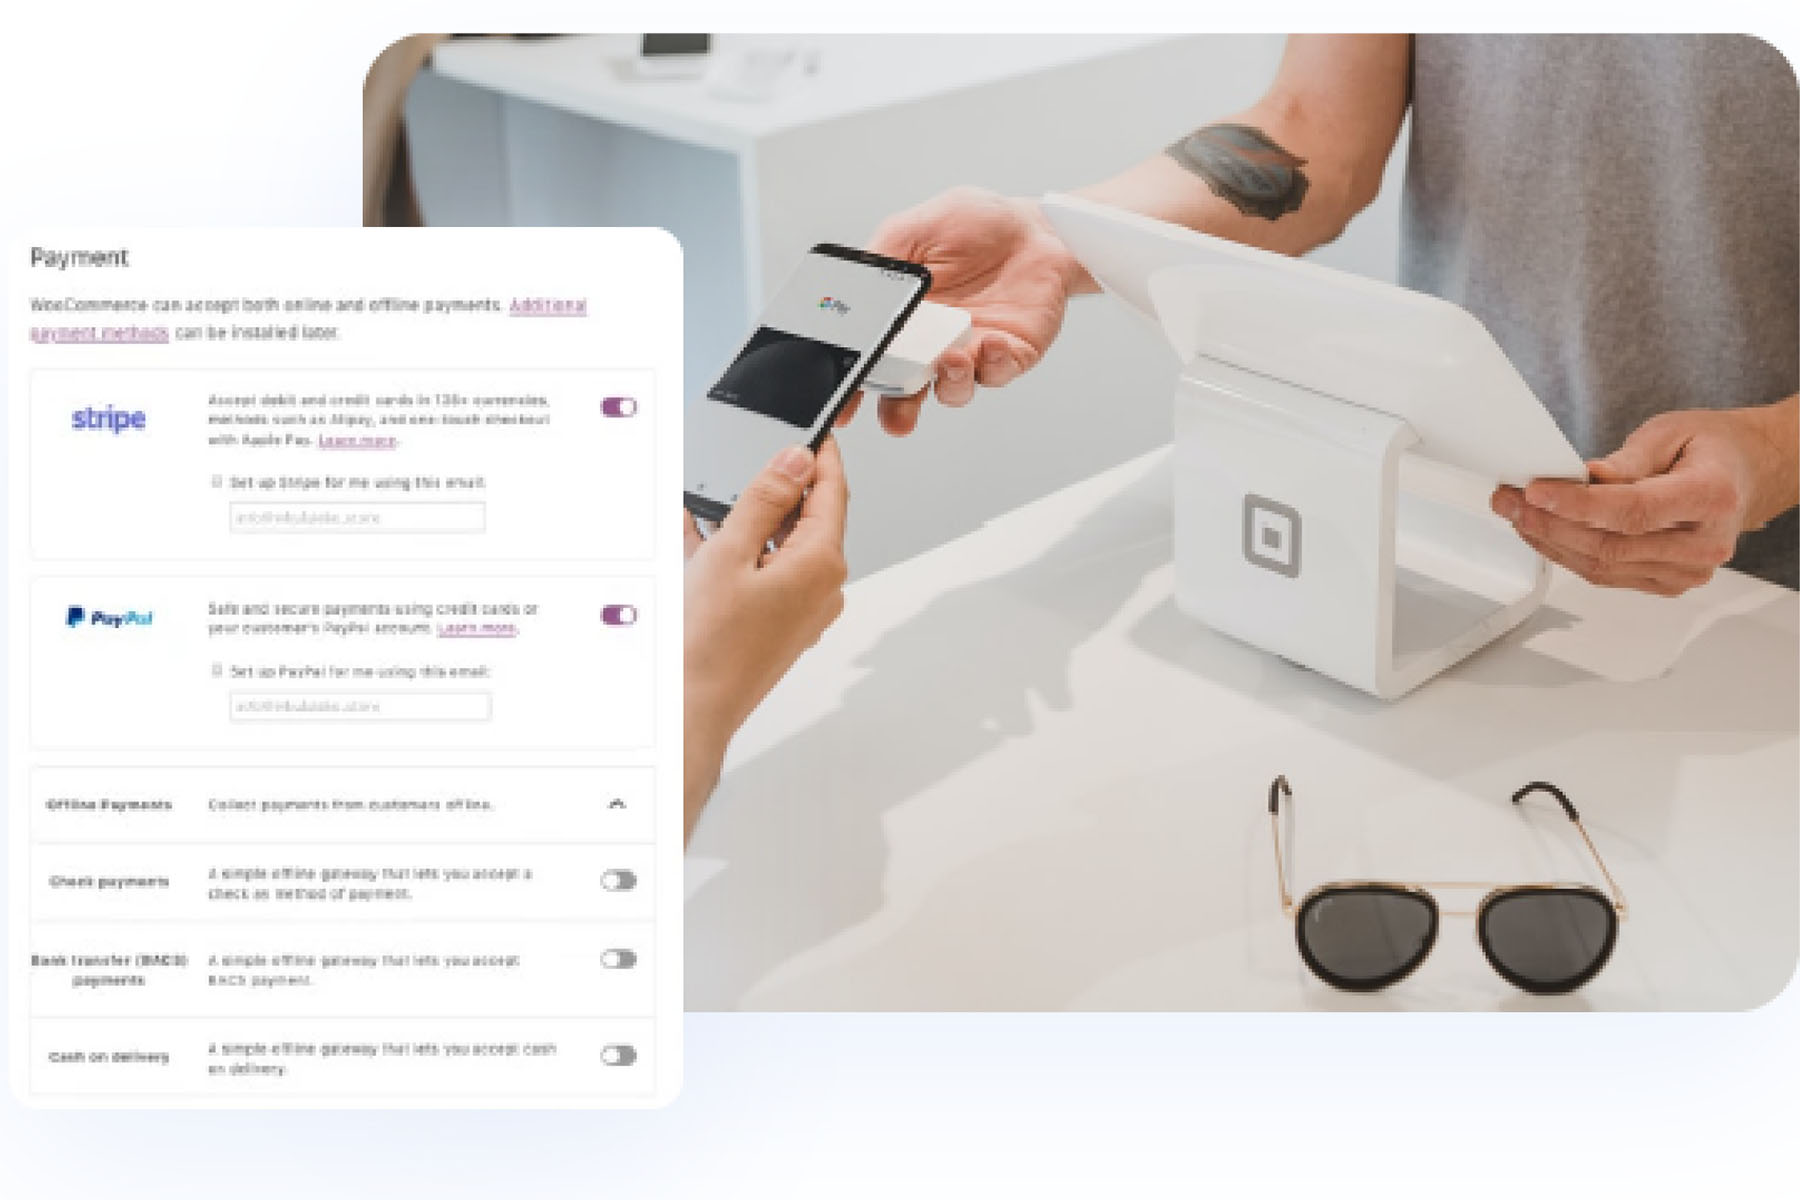 Payment
WooCommerce can accept both online and offline payments. Additional
payment methods can be installed later.
stripe
Accept debit and credit cards in 135+ currencies,
methods such as Alipay, and one-touch checkout
with Apple Pay. Learn more.
Set up Stripe for me using this email:
PayPal
Safe and secure payments using credit cards or
your customer's PayPal account. Learn more.
Set up PayPal for me using this email:
Offline Payments
Collect payments from customers offline.
Check payments
A simple offline gateway that lets you accept a
check as method of payment.
Bank transfer (BACS)
payments
A simple offline gateway that lets you accept
BACS payment.
Cash on delivery
A simple offline gateway that lets you accept cash
on delivery.
G Pay